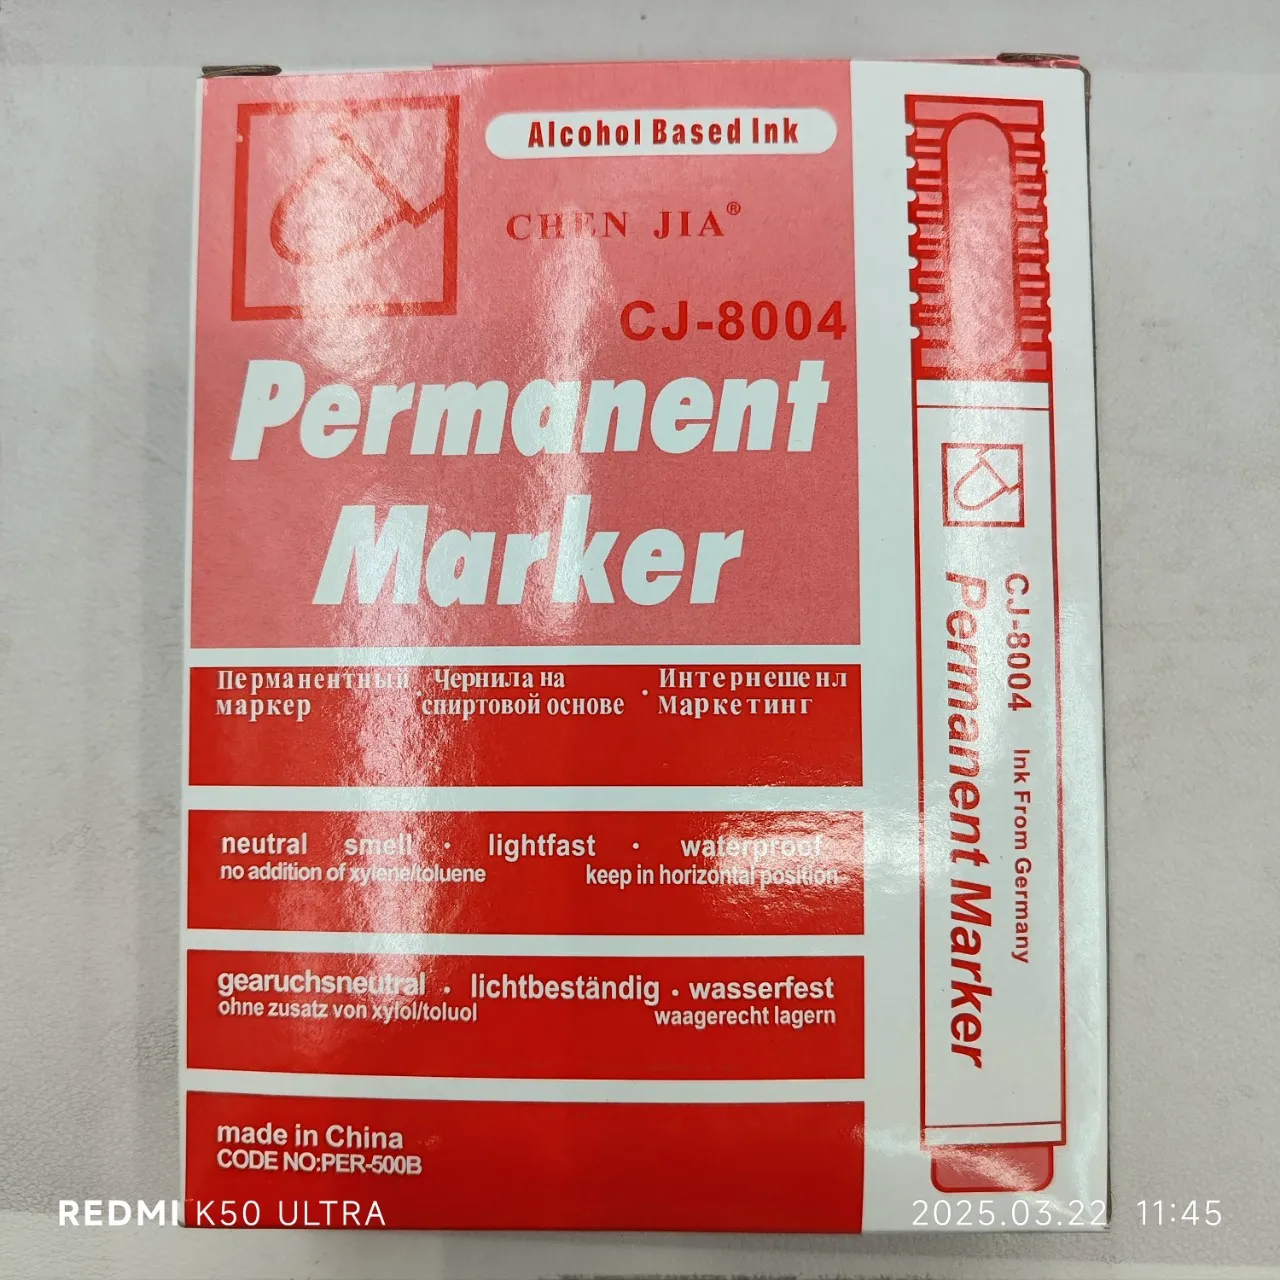 Alcohol Based Ink
CHEN JIA®
CJ-8004
Permanent
Marker
Перманентный · Чернила на · Интернешенл
маркер спиртовой основе Маркетинг
neutral smell · lightfast · waterproof
no addition of xylene/toluene keep in horizontal position
gearuchsneutral · lichtbeständig · wasserfest
ohne zusatz von xylol/toluol waagerecht lagern
made in China
CODE NO:PER-500B
CJ-8004 Ink From Germany
Permanent Marker
REDMI K50 ULTRA
2025.03.22 11:45